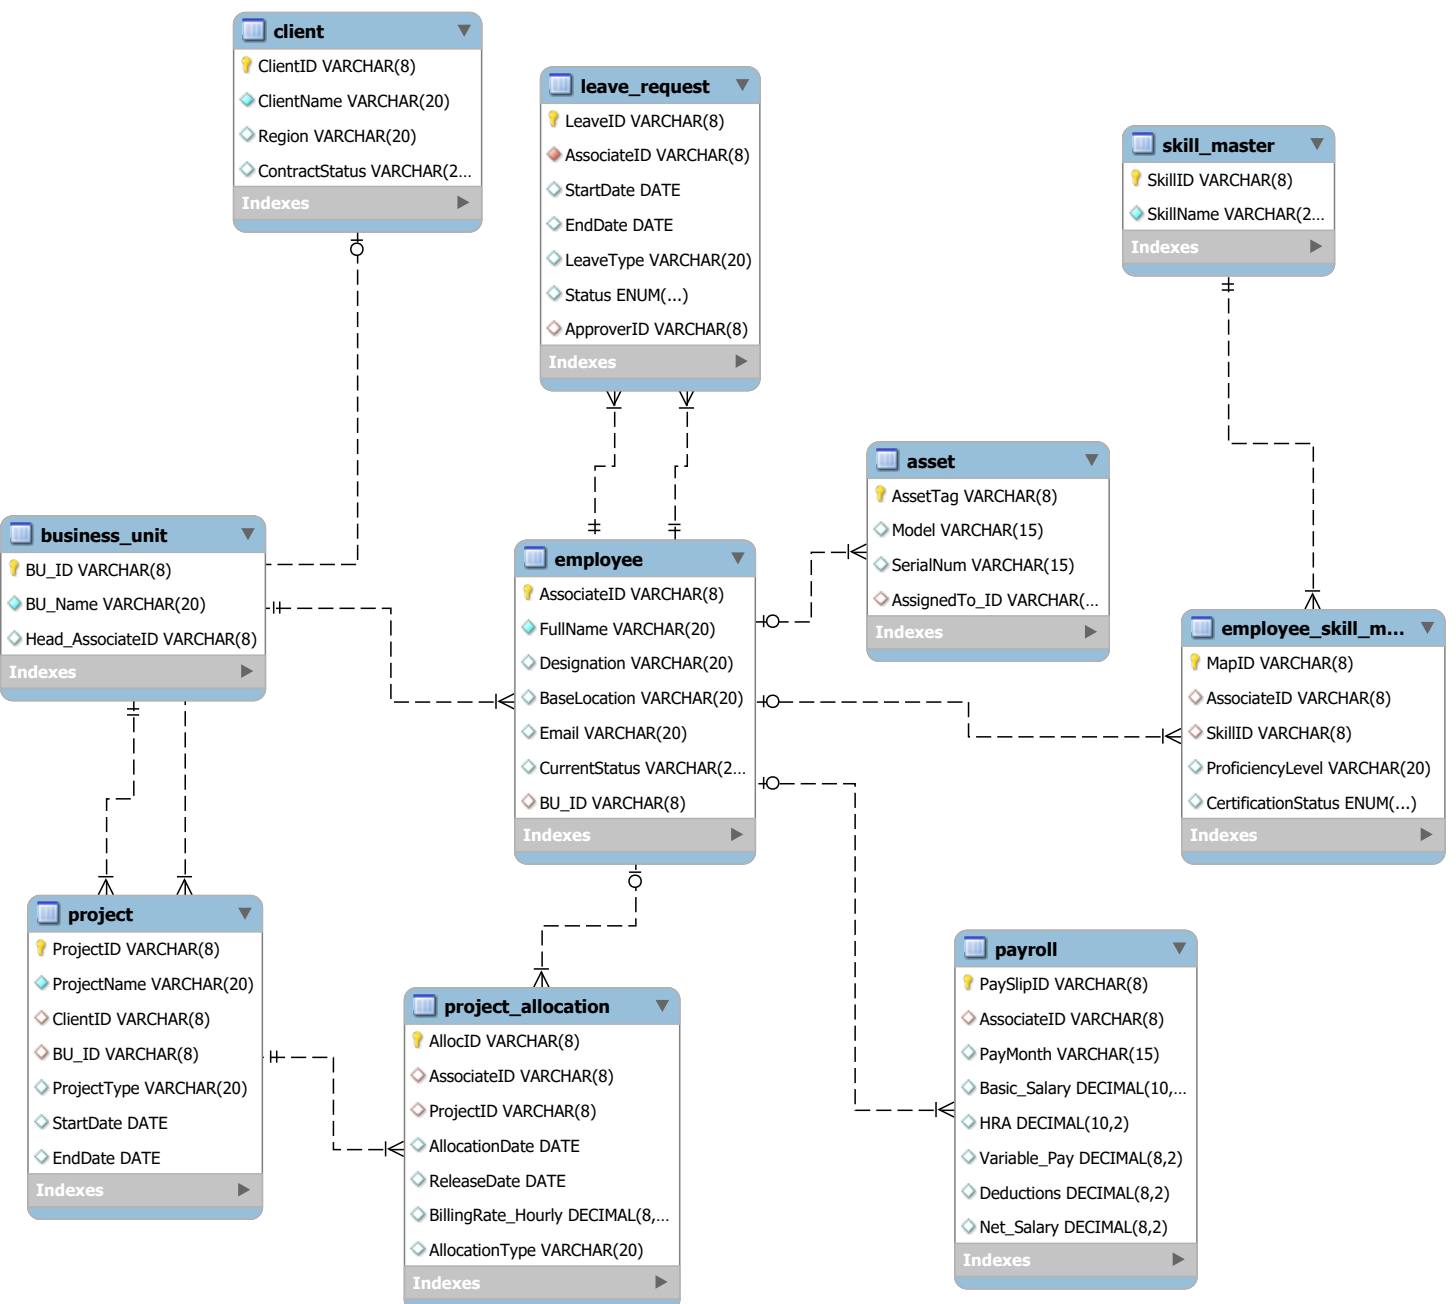 client
ClientID VARCHAR(8)
ClientName VARCHAR(20)
Region VARCHAR(20)
ContractStatus VARCHAR(2...
Indexes
leave_request
LeaveID VARCHAR(8)
AssociateID VARCHAR(8)
StartDate DATE
EndDate DATE
LeaveType VARCHAR(20)
Status ENUM(...)
ApproverID VARCHAR(8)
Indexes
skill_master
SkillID VARCHAR(8)
SkillName VARCHAR(2...
Indexes
asset
AssetTag VARCHAR(8)
Model VARCHAR(15)
SerialNum VARCHAR(15)
AssignedTo_ID VARCHAR(...
Indexes
business_unit
BU_ID VARCHAR(8)
BU_Name VARCHAR(20)
Head_AssociateID VARCHAR(8)
Indexes
employee
AssociateID VARCHAR(8)
FullName VARCHAR(20)
Designation VARCHAR(20)
BaseLocation VARCHAR(20)
Email VARCHAR(20)
CurrentStatus VARCHAR(2...
BU_ID VARCHAR(8)
Indexes
employee_skill_m...
MapID VARCHAR(8)
AssociateID VARCHAR(8)
SkillID VARCHAR(8)
ProficiencyLevel VARCHAR(20)
CertificationStatus ENUM(...)
Indexes
project
ProjectID VARCHAR(8)
ProjectName VARCHAR(20)
ClientID VARCHAR(8)
BU_ID VARCHAR(8)
ProjectType VARCHAR(20)
StartDate DATE
EndDate DATE
Indexes
project_allocation
AllocID VARCHAR(8)
AssociateID VARCHAR(8)
ProjectID VARCHAR(8)
AllocationDate DATE
ReleaseDate DATE
BillingRate_Hourly DECIMAL(8,...
AllocationType VARCHAR(20)
Indexes
payroll
PaySlipID VARCHAR(8)
AssociateID VARCHAR(8)
PayMonth VARCHAR(15)
Basic_Salary DECIMAL(10,...
HRA DECIMAL(10,2)
Variable_Pay DECIMAL(8,2)
Deductions DECIMAL(8,2)
Net_Salary DECIMAL(8,2)
Indexes